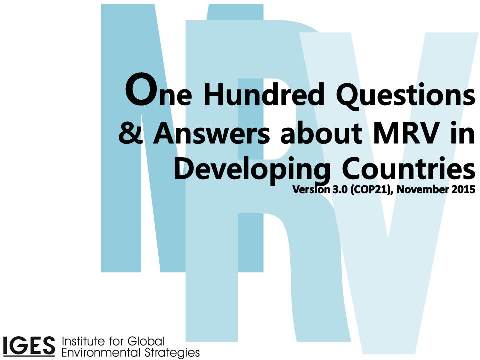 MRV
One Hundred Questions
& Answers about MRV in
Developing Countries
Version 3.0 (COP21), November 2015
IGES Institute for Global
Environmental Strategies